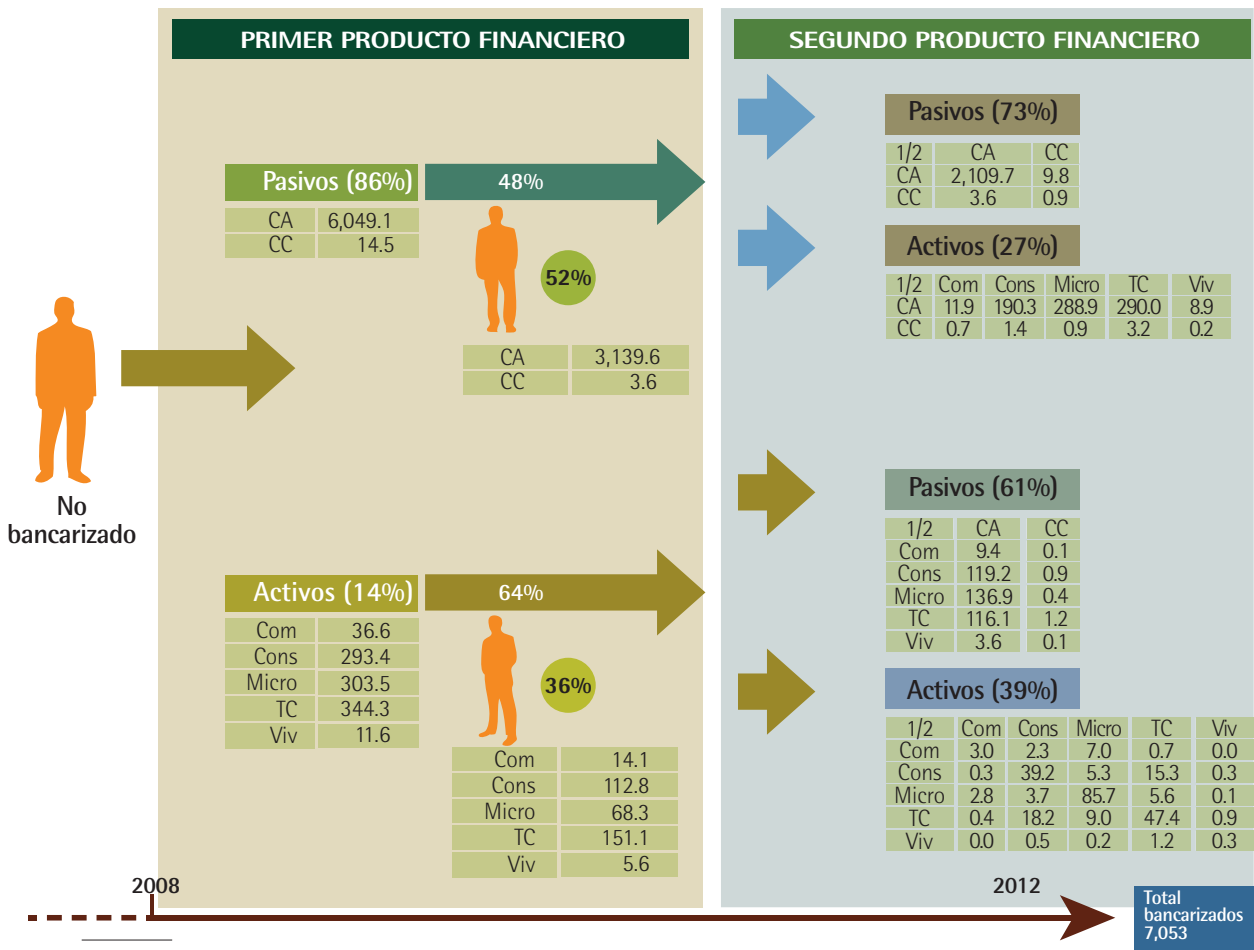 PRIMER PRODUCTO FINANCIERO
Pasivos (86%) 48%
CA 6,049.1
CC 14.5
52%
CA 3,139.6
CC 3.6
No
bancarizado
Activos (14%) 64%
Com 36.6
Cons 293.4
Micro 303.5
TC 344.3
Viv 11.6
36%
Com 14.1
Cons 112.8
Micro 68.3
TC 151.1
Viv 5.6
SEGUNDO PRODUCTO FINANCIERO
Pasivos (73%)
1/2 CA CC
CA 2,109.7 9.8
CC 3.6 0.9
Activos (27%)
1/2 Com Cons Micro TC Viv
CA 11.9 190.3 288.9 290.0 8.9
CC 0.7 1.4 0.9 3.2 0.2
Pasivos (61%)
1/2 CA CC
Com 9.4 0.1
Cons 119.2 0.9
Micro 136.9 0.4
TC 116.1 1.2
Viv 3.6 0.1
Activos (39%)
1/2 Com Cons Micro TC Viv
Com 3.0 2.3 7.0 0.7 0.0
Cons 0.3 39.2 5.3 15.3 0.3
Micro 2.8 3.7 85.7 5.6 0.1
TC 0.4 18.2 9.0 47.4 0.9
Viv 0.0 0.5 0.2 1.2 0.3
2008 2012
Total
bancarizados
7,053